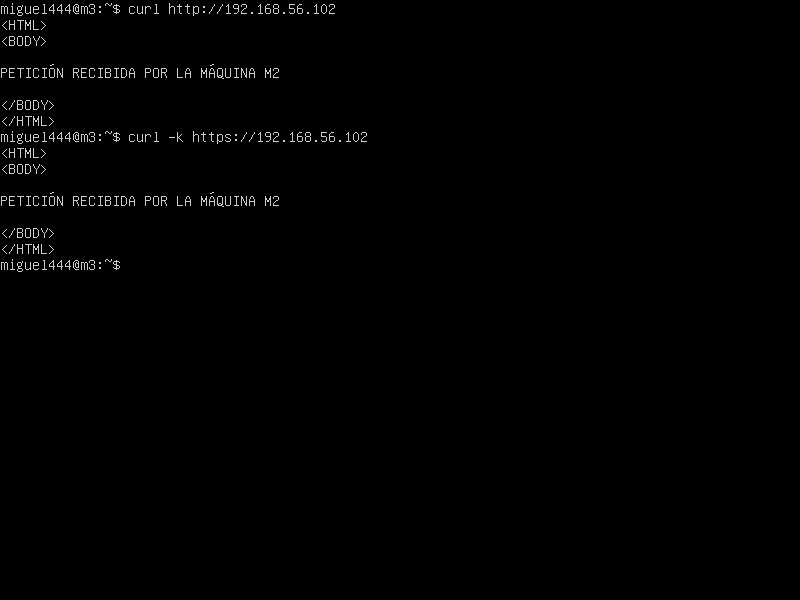 miguel444@m3:~$ curl http://192.168.56.102
<HTML>
<BODY>
PETICIÓN RECIBIDA POR LA MÁQUINA M2
</BODY>
</HTML>
miguel444@m3:~$ curl -k https://192.168.56.102
<HTML>
<BODY>
PETICIÓN RECIBIDA POR LA MÁQUINA M2
</BODY>
</HTML>
miguel444@m3:~$